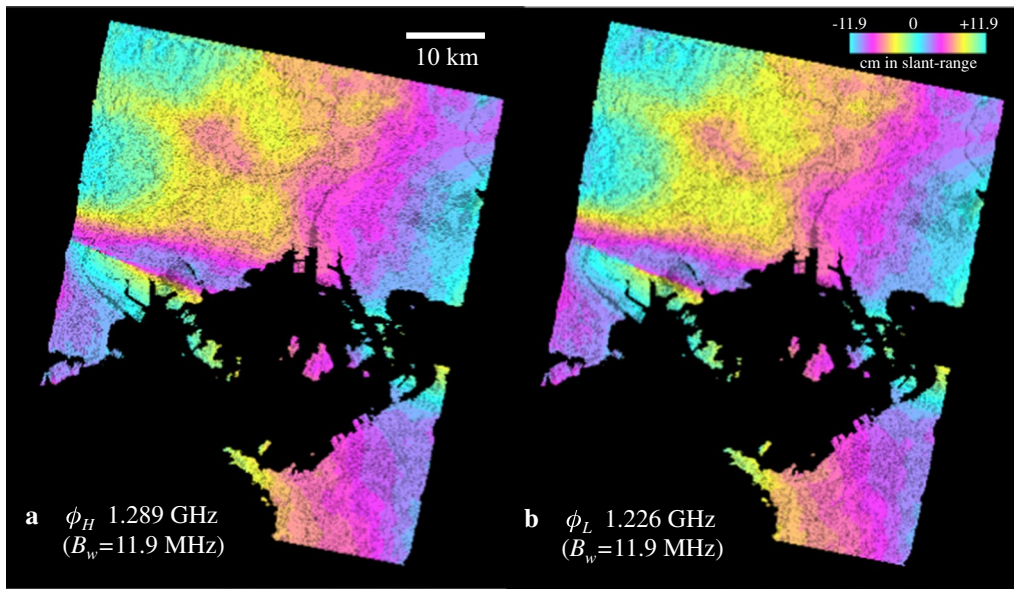 10 km
-11.9 0 +11.9
cm in slant-range
a ϕH 1.289 GHz
(Bw=11.9 MHz)
b ϕL 1.226 GHz
(Bw=11.9 MHz)